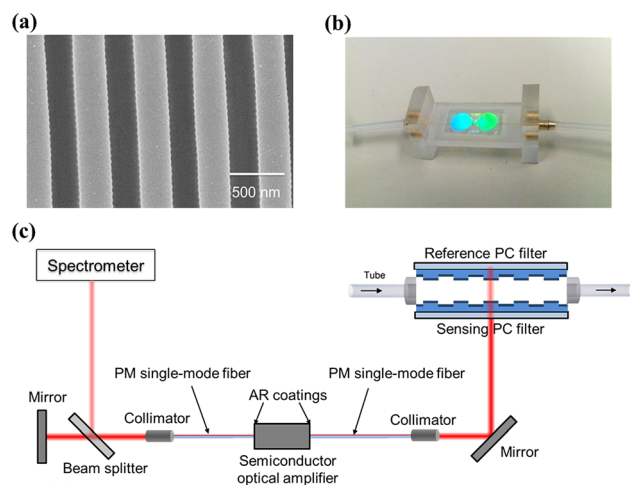 (a)
500 nm
(b)
(c)
Spectrometer
Reference PC filter
Tube
Sensing PC filter
PM single-mode fiber
PM single-mode fiber
AR coatings
Mirror
Collimator
Collimator
Beam splitter
Semiconductor
optical amplifier
Mirror